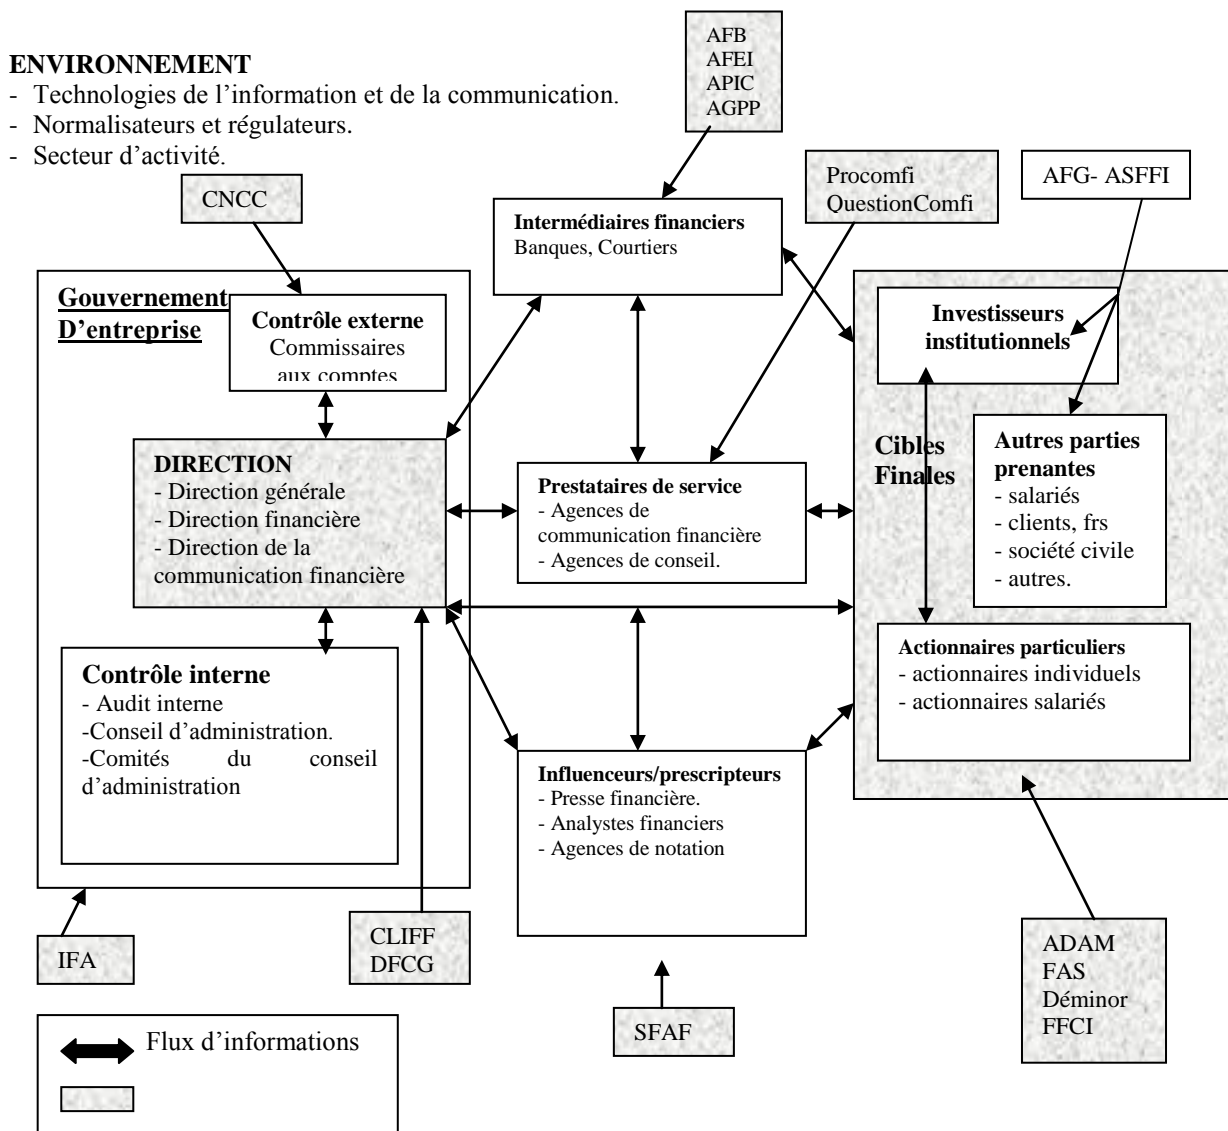 ENVIRONNEMENT
- Technologies de l'information et de la communication.
- Normalisateurs et régulateurs.
- Secteur d'activité.
AFB
AFEI
APIC
AGPP
CNCC
Procomfi
QuestionComfi
AFG- ASFFI
Intermédiaires financiers
Banques, Courtiers
Gouvernement
D'entreprise
Contrôle externe
Commissaires
aux comptes
Investisseurs
institutionnels
DIRECTION
- Direction générale
- Direction financière
- Direction de la
communication financière
Prestataires de service
- Agences de
communication financière
- Agences de conseil.
Cibles
Finales
Autres parties
prenantes
- salariés
- clients, frs
- société civile
- autres.
Contrôle interne
- Audit interne
-Conseil d'administration.
-Comités du conseil
d'administration
Actionnaires particuliers
- actionnaires individuels
- actionnaires salariés
Influenceurs/prescripteurs
- Presse financière.
- Analystes financiers
- Agences de notation
IFA
CLIFF
DFCG
SFAF
ADAM
FAS
Déminor
FFCI
Flux d'informations